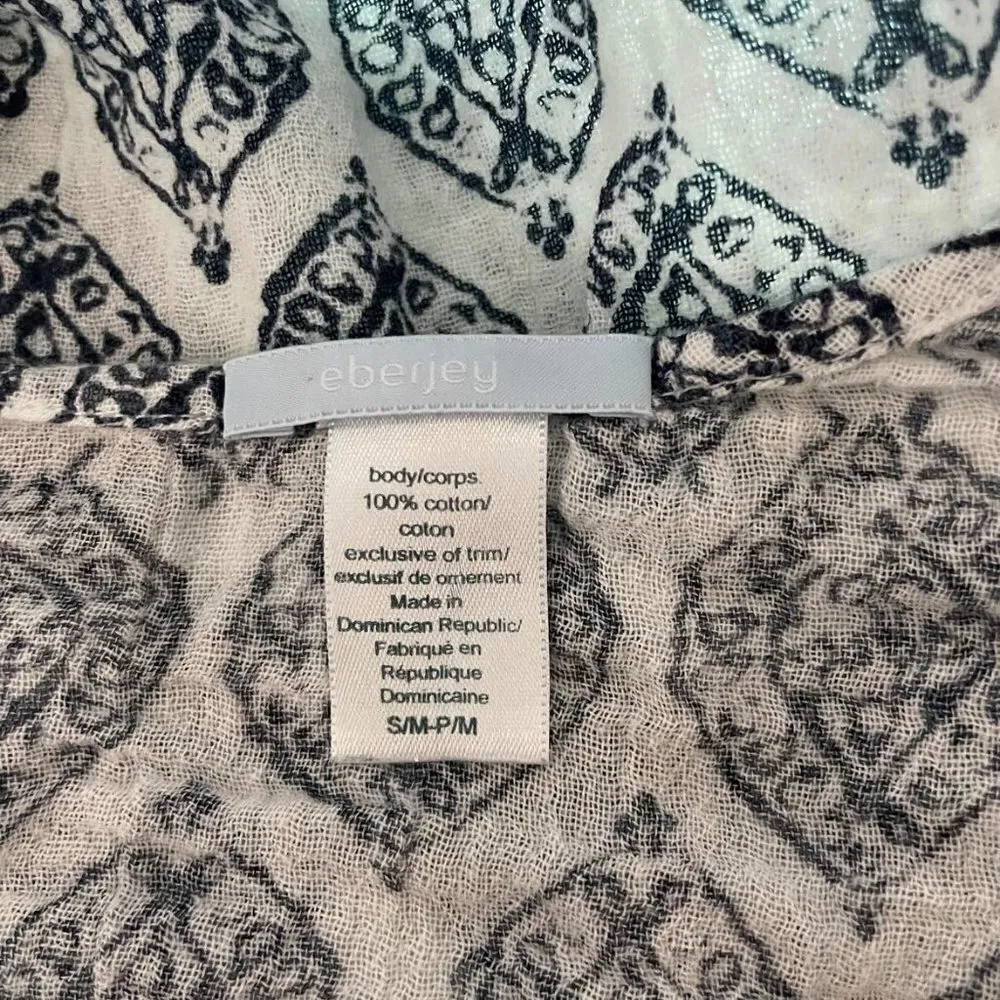 eberjey
body/corps
100% cotton/
coton
exclusive of trim/
exclusif de ornement
Made in
Dominican Republic/
Fabriqué en
République
Dominicaine
S/M-P/M